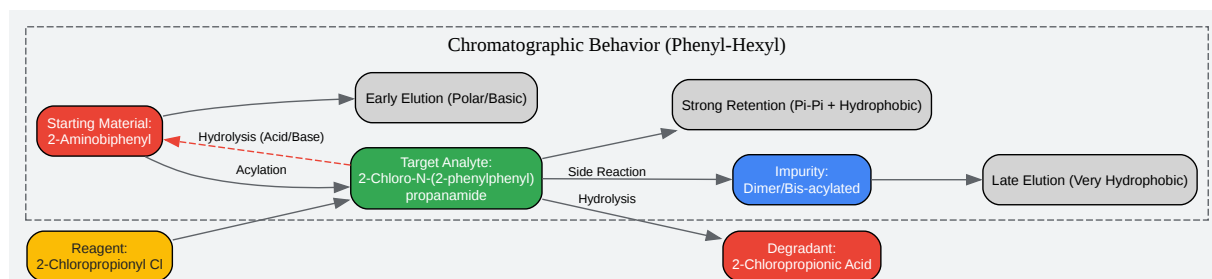 Chromatographic Behavior (Phenyl-Hexyl)
Early Elution (Polar/Basic)
Strong Retention (Pi-Pi + Hydrophobic)
Starting Material:
2-Aminobiphenyl
Hydrolysis (Acid/Base)
Acylation
Target Analyte:
2-Chloro-N-(2-phenylphenyl)
propanamide
Side Reaction
Hydrolysis
Impurity:
Dimer/Bis-acylated
Late Elution (Very Hydrophobic)
Reagent:
2-Chloropropionyl Cl
Degradant:
2-Chloropropionic Acid